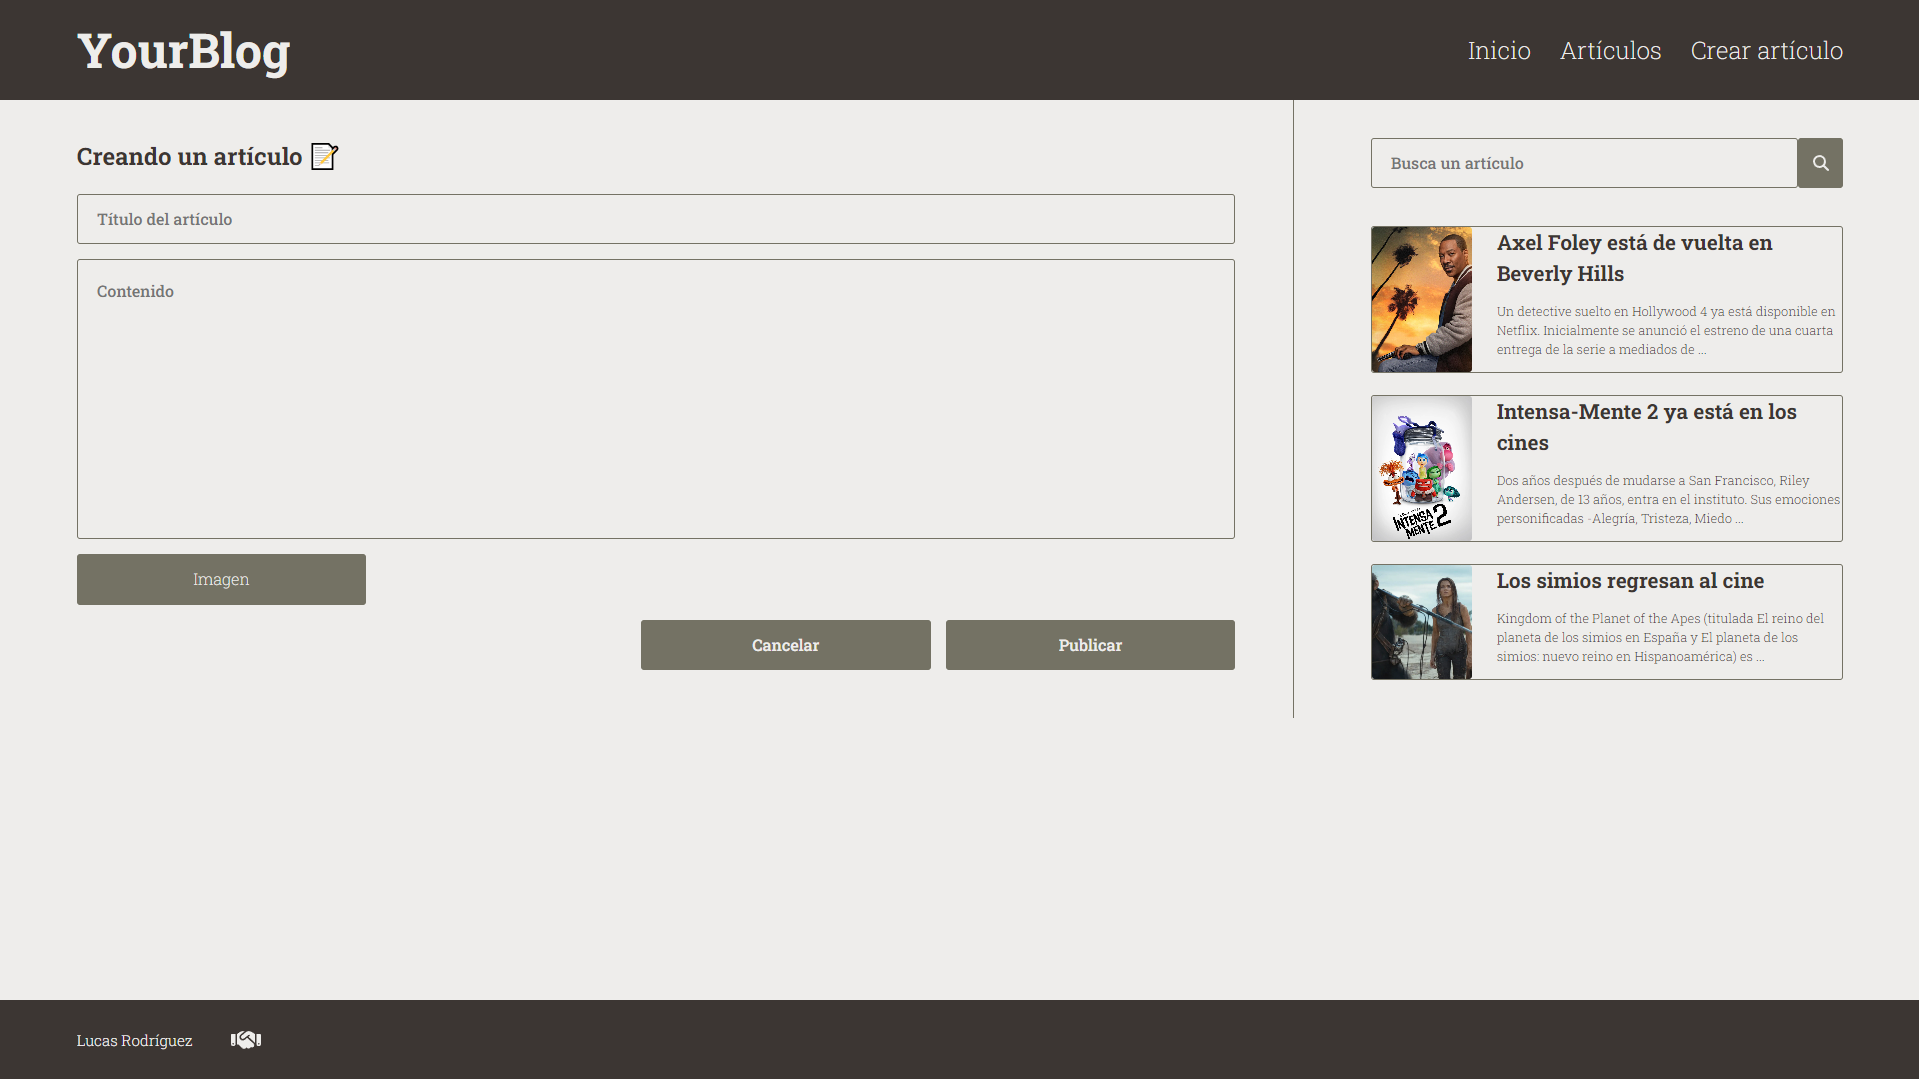 YourBlog
Inicio
Artículos
Crear artículo
Creando un artículo
Título del artículo
Contenido
Imagen
Cancelar
Publicar
Busca un artículo
Axel Foley está de vuelta en
Beverly Hills
Un detective suelto en Hollywood 4 ya está disponible en
Netflix. Inicialmente se anunció el estreno de una cuarta
entrega de la serie a mediados de ...
INTENSA
MENTE 2
Intensa-Mente 2 ya está en los
cines
Dos años después de mudarse a San Francisco, Riley
Andersen, de 13 años, entra en el instituto. Sus emociones
personificadas -Alegría, Tristeza, Miedo ...
Los simios regresan al cine
Kingdom of the Planet of the Apes (titulada El reino del
planeta de los simios en España y El planeta de los
simios: nuevo reino en Hispanoamérica) es ...
Lucas Rodríguez